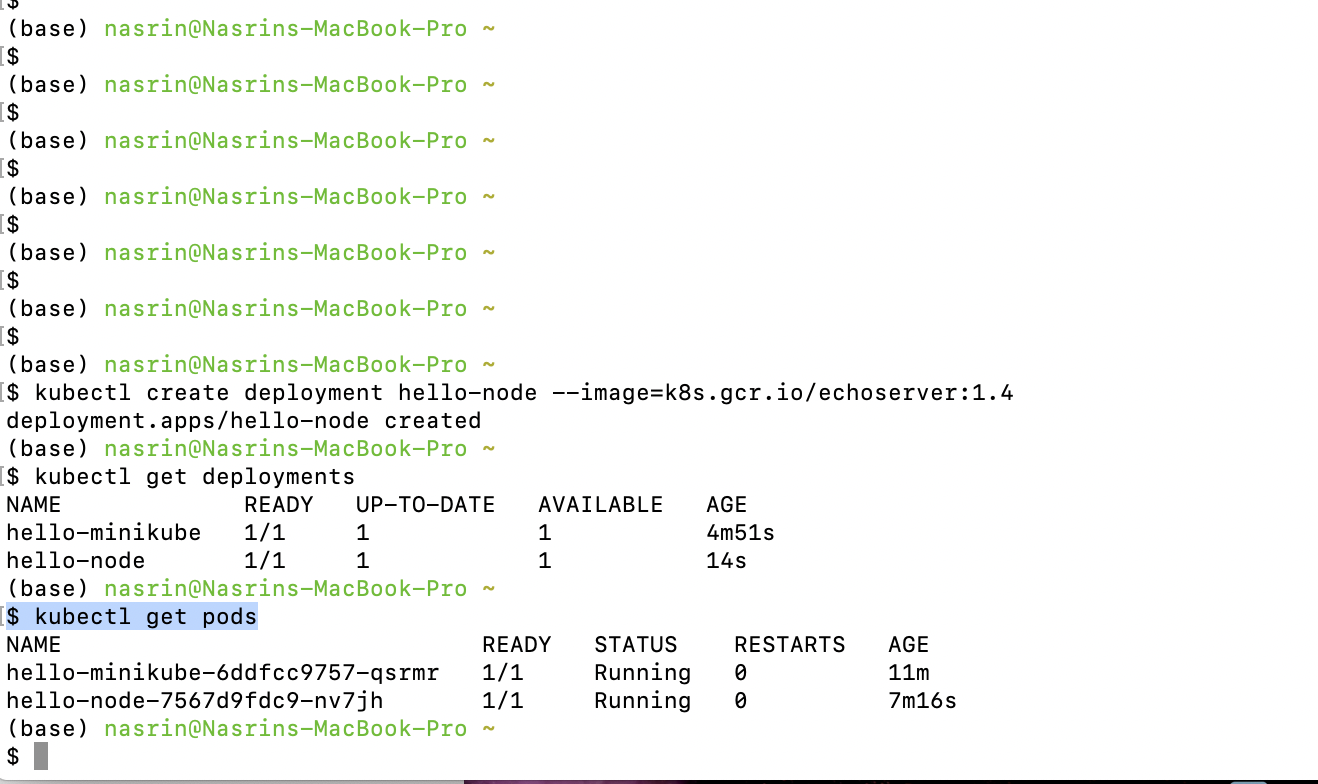 $
(base) nasrin@Nasrins-MacBook-Pro ~
[$
(base) nasrin@Nasrins-MacBook-Pro ~
[$
(base) nasrin@Nasrins-MacBook-Pro ~
[$
(base) nasrin@Nasrins-MacBook-Pro ~
[$
(base) nasrin@Nasrins-MacBook-Pro ~
[$
(base) nasrin@Nasrins-MacBook-Pro ~
[$
(base) nasrin@Nasrins-MacBook-Pro ~
[$ kubectl create deployment hello-node --image=k8s.gcr.io/echoserver:1.4
deployment.apps/hello-node created
(base) nasrin@Nasrins-MacBook-Pro ~
[$ kubectl get deployments
NAME             READY   UP-TO-DATE   AVAILABLE   AGE
hello-minikube   1/1     1            1           4m51s
hello-node       1/1     1            1           14s
(base) nasrin@Nasrins-MacBook-Pro ~
[$ kubectl get pods
NAME                              READY   STATUS    RESTARTS   AGE
hello-minikube-6ddfcc9757-qsrmr   1/1     Running   0          11m
hello-node-7567d9fdc9-nv7jh       1/1     Running   0          7m16s
(base) nasrin@Nasrins-MacBook-Pro ~
$